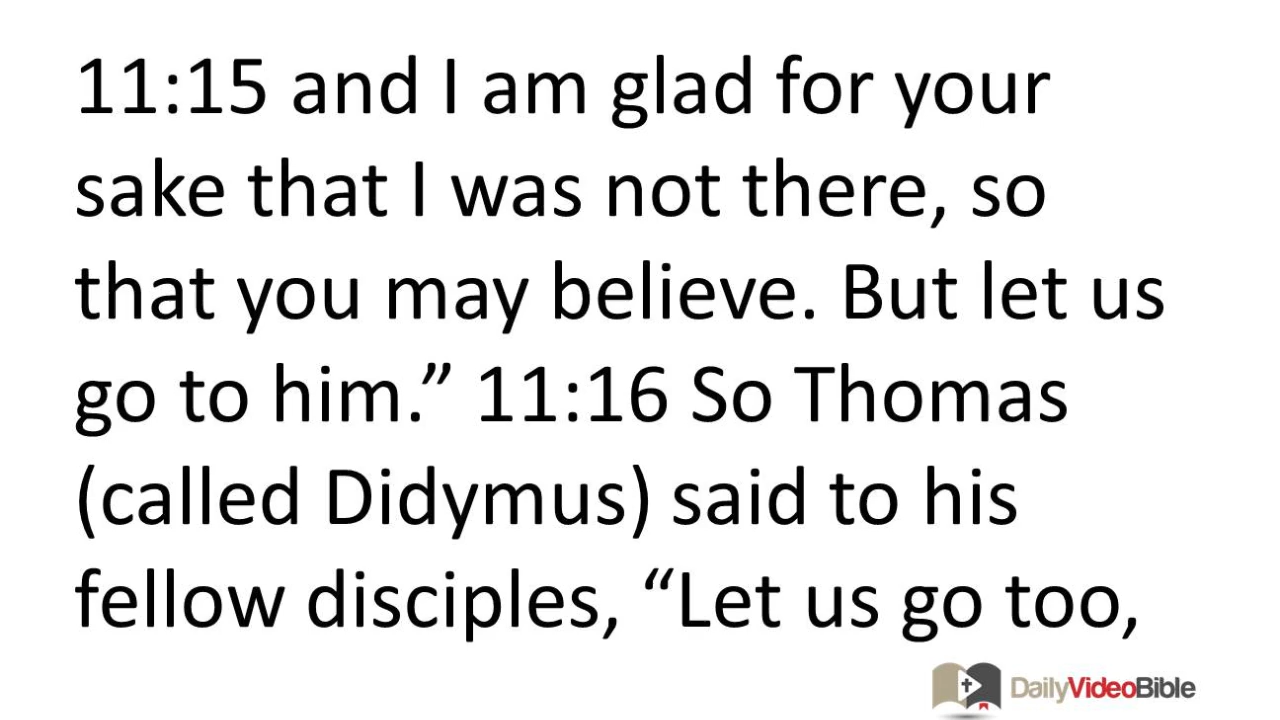 11:15 and I am glad for your
sake that I was not there, so
that you may believe. But let us
go to him.” 11:16 So Thomas
(called Didymus) said to his
fellow disciples, “Let us go too,
DailyVideoBible